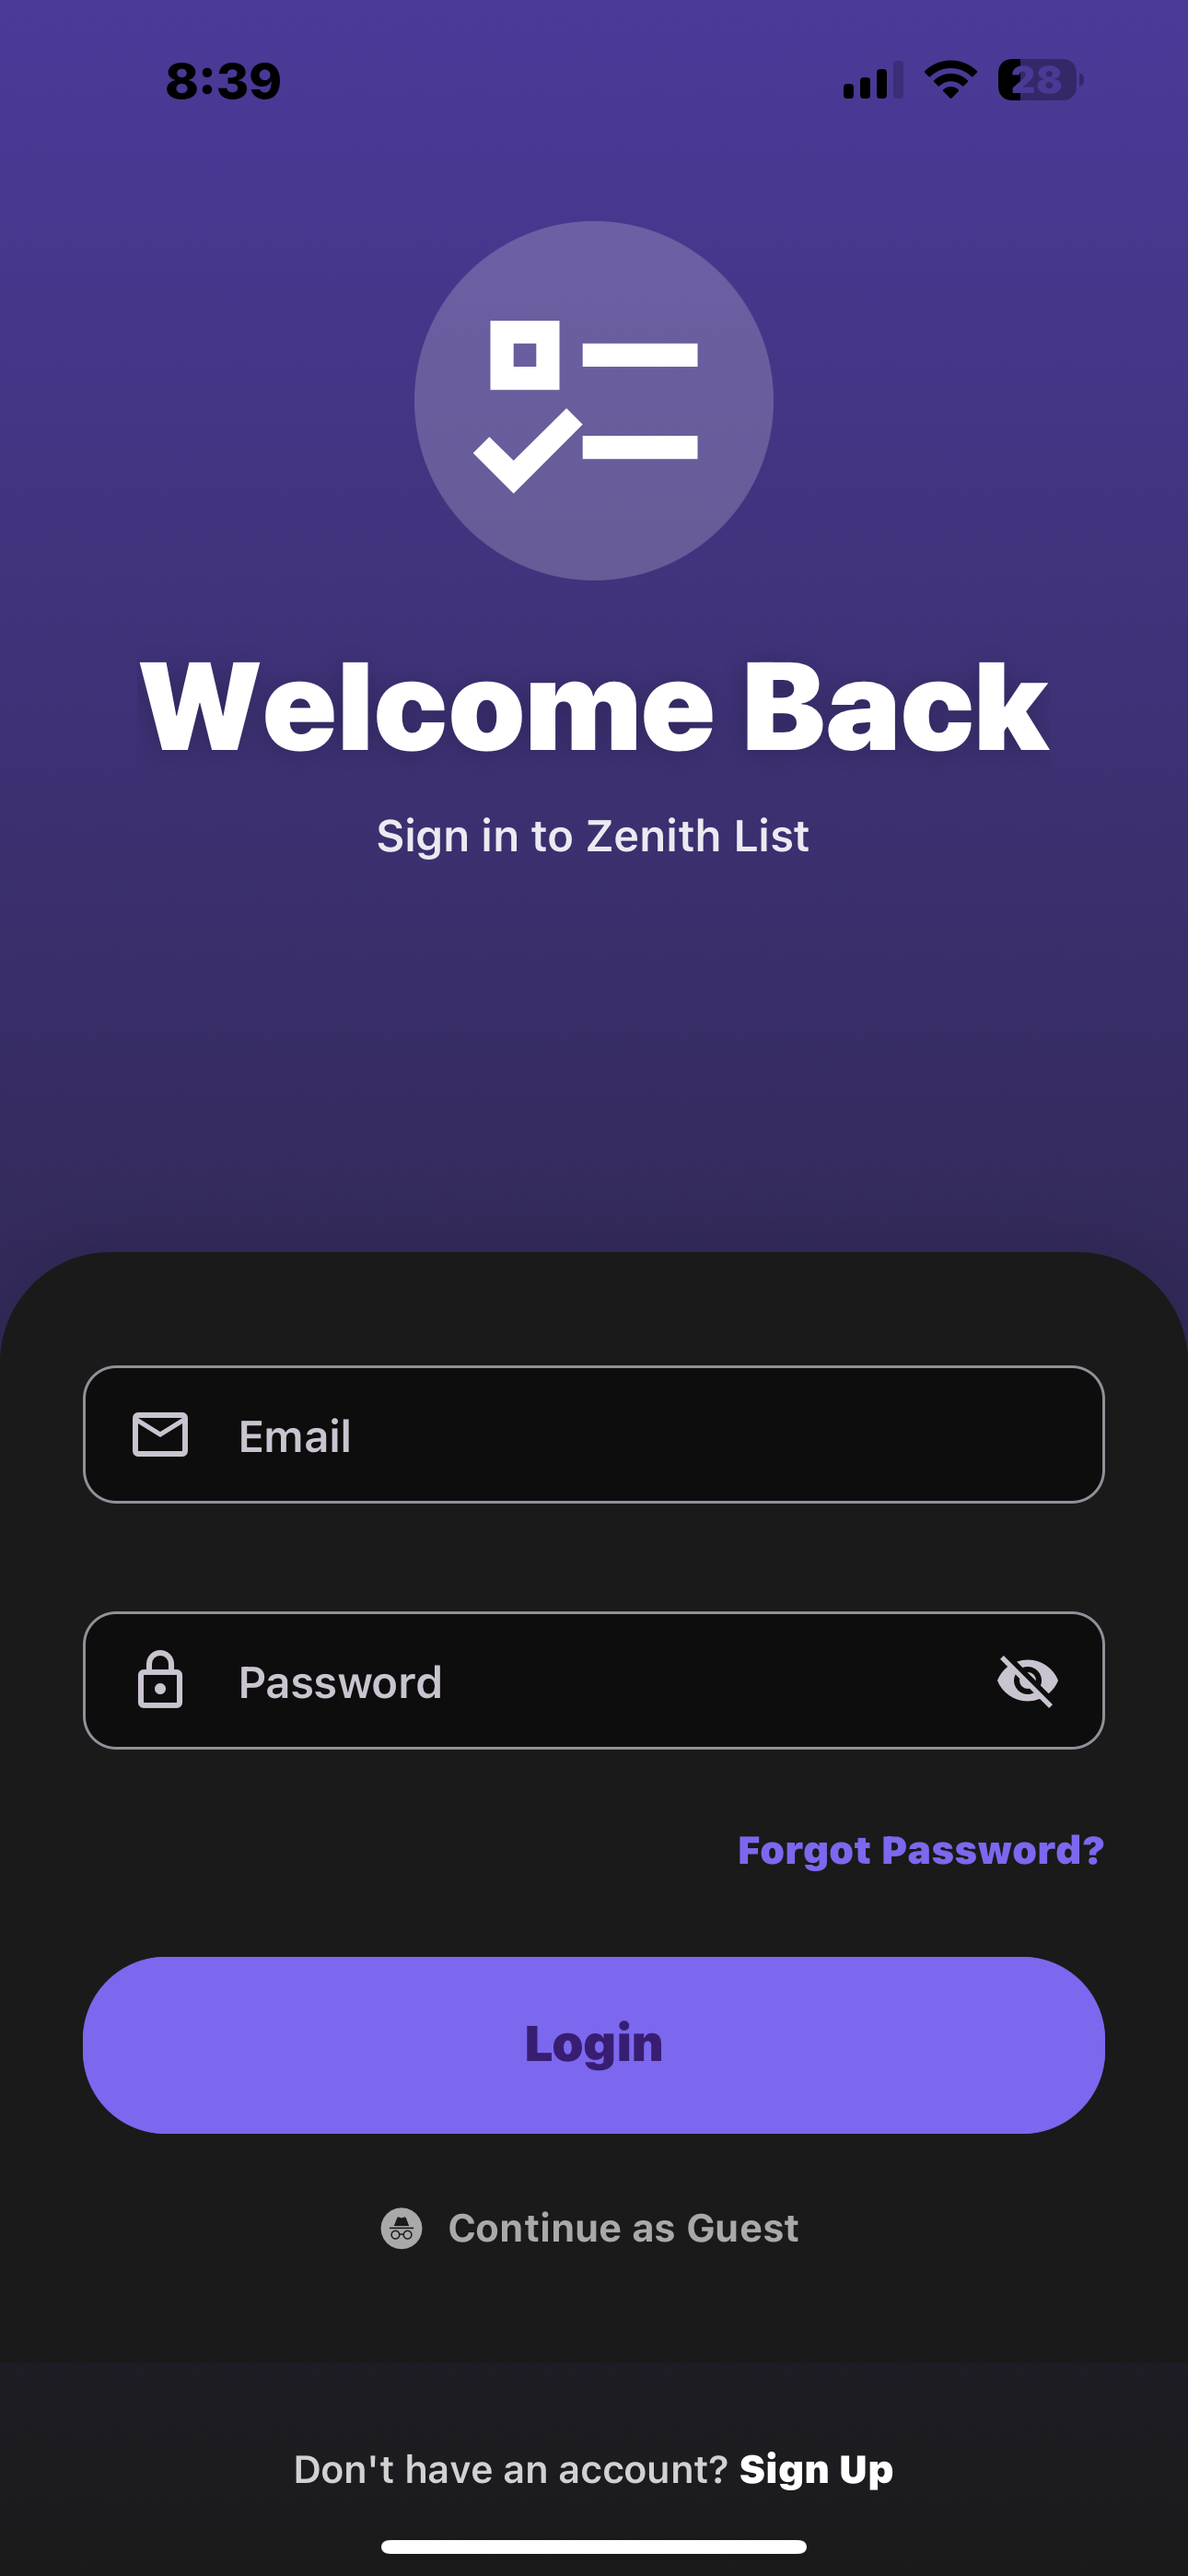 8:39
28
Welcome Back
Sign in to Zenith List
Email
Password
Forgot Password?
Login
Continue as Guest
Don't have an account? Sign Up